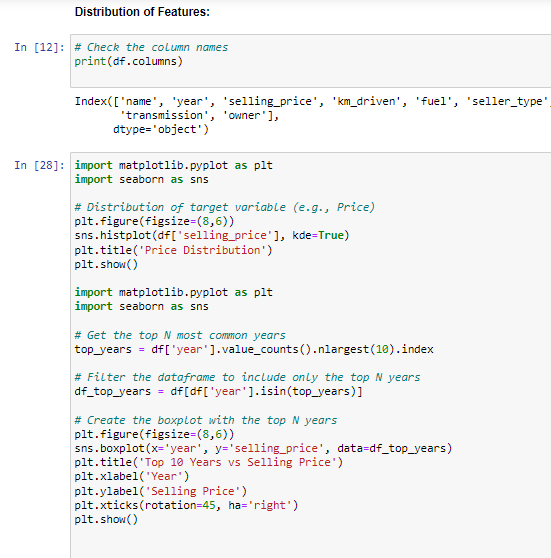 Distribution of Features:
In [12]: # Check the column names
print(df.columns)
Index(['name', 'year', 'selling_price', 'km_driven', 'fuel', 'seller_type',
'transmission', 'owner'],
dtype='object')
In [28]: import matplotlib.pyplot as plt
import seaborn as sns
# Distribution of target variable (e.g., Price)
plt.figure(figsize=(8,6))
sns.histplot(df['selling_price'], kde=True)
plt.title('Price Distribution')
plt.show()
import matplotlib.pyplot as plt
import seaborn as sns
# Get the top N most common years
top_years = df['year'].value_counts().nlargest(10).index
# Filter the dataframe to include only the top N years
df_top_years = df[df['year'].isin(top_years)]
# Create the boxplot with the top N years
plt.figure(figsize=(8,6))
sns.boxplot(x='year', y='selling_price', data=df_top_years)
plt.title('Top 10 Years vs Selling Price')
plt.xlabel('Year')
plt.ylabel('Selling Price')
plt.xticks(rotation=45, ha='right')
plt.show()